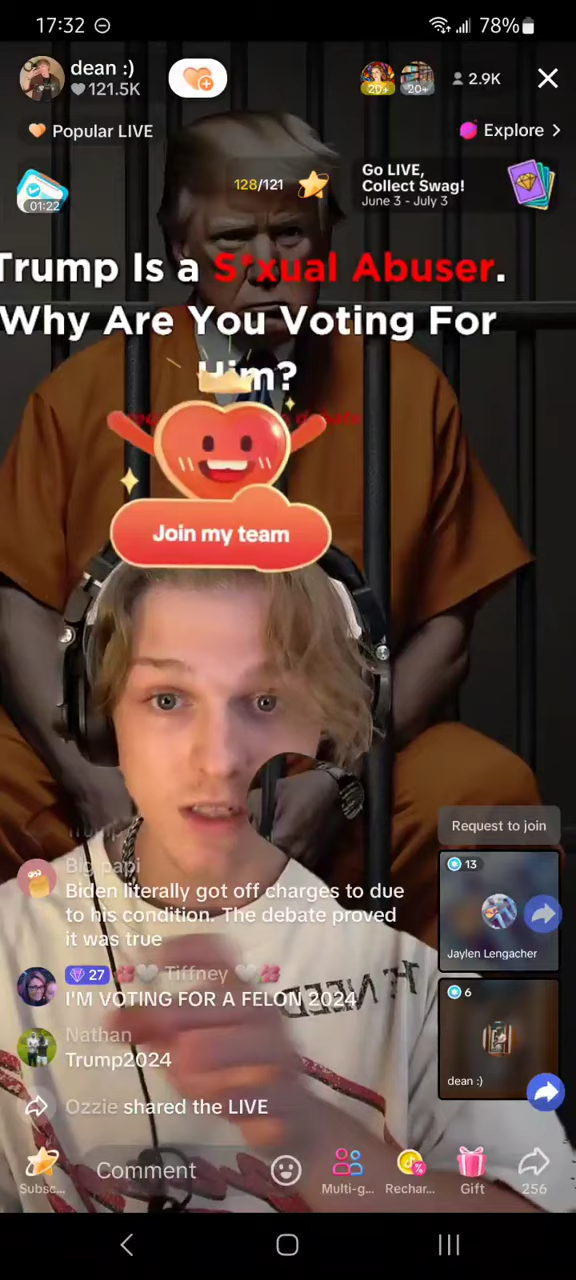 17:32
78%
dean :)
121.5K
20+
20+
2.9K
Popular LIVE
Explore >
01:22
128/121
Go LIVE,
Collect Swag!
June 3 - July 3
Trump Is a S*xual Abuser.
Why Are You Voting For
Him?
Join my team
Request to join
13
Jaylen Lengacher
6
dean :)
Big papi
Biden literally got off charges to due
to his condition. The debate proved
it was true
27
Tiffney
I'M VOTING FOR A FELON 2024
Nathan
Trump2024
Ozzie shared the LIVE
Subsc...
Comment
Multi-g...
Rechar...
Gift
256